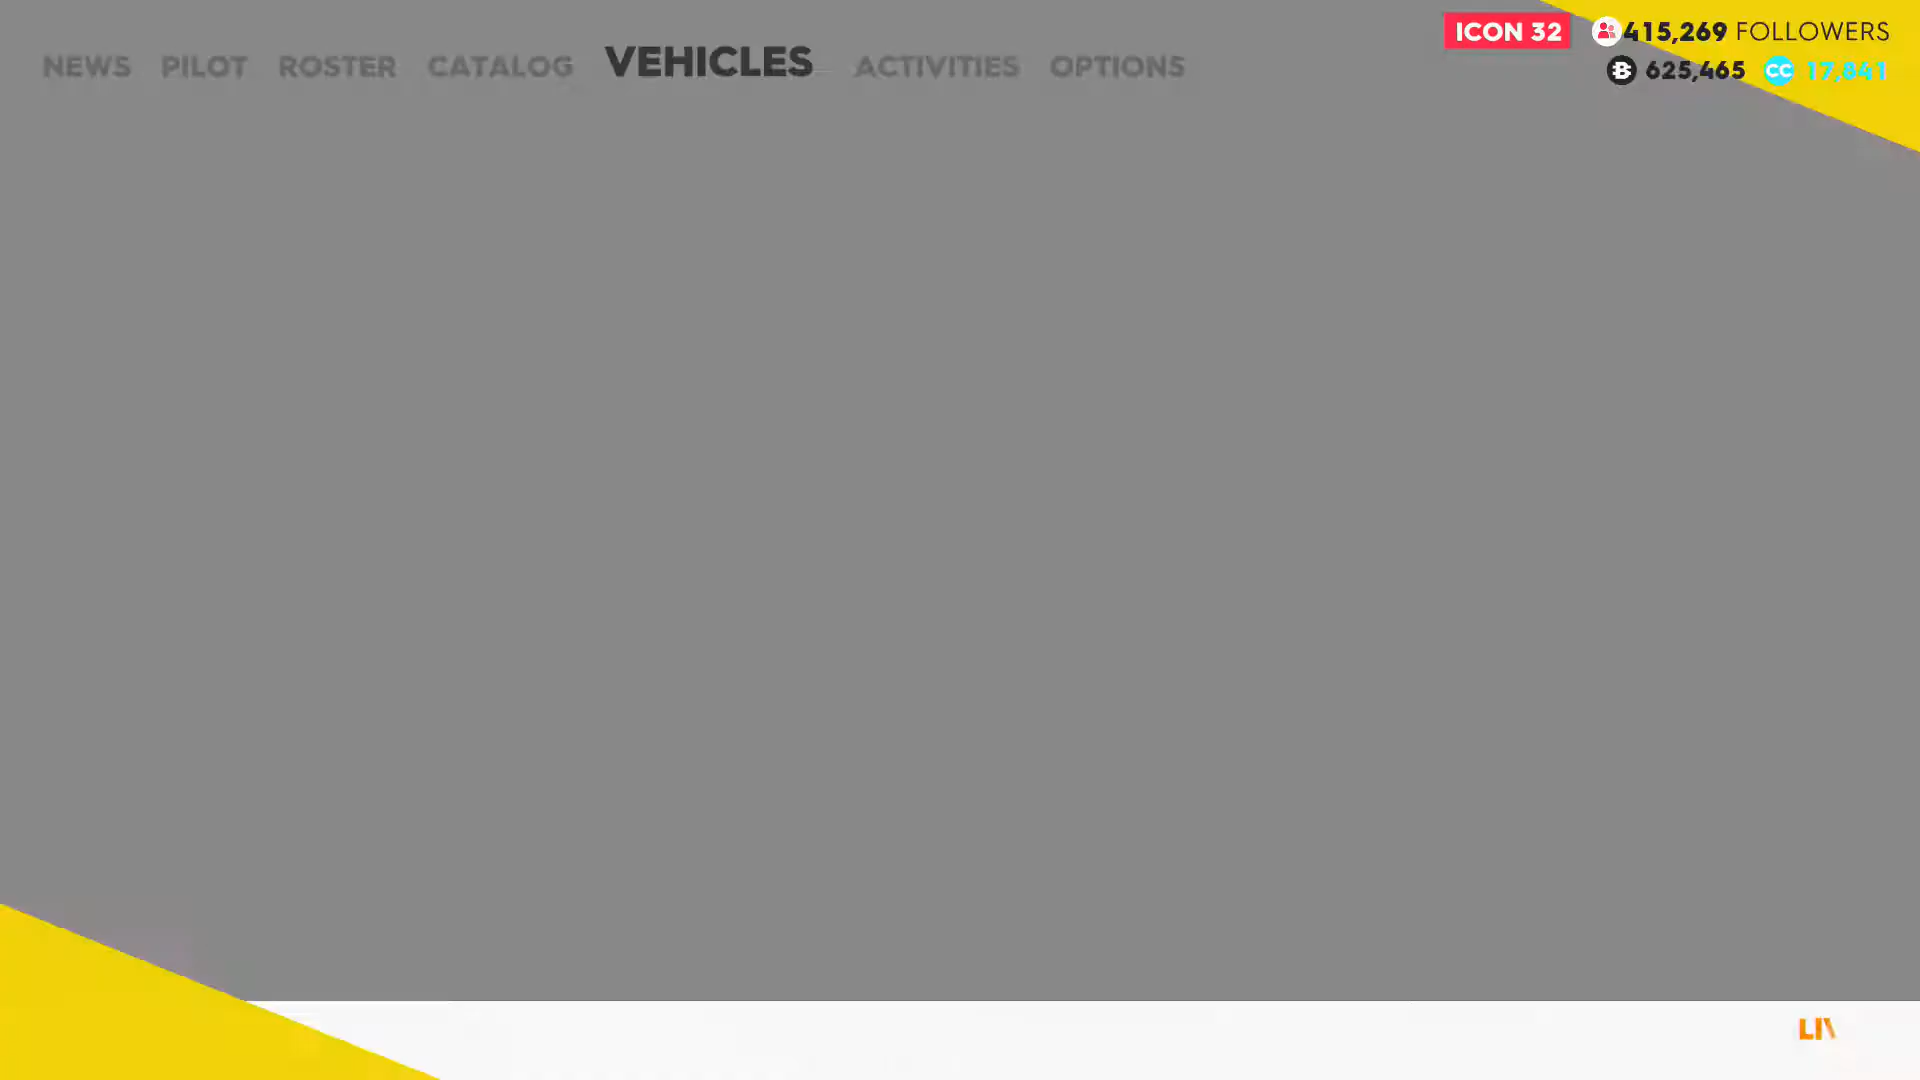 NEWS PILOT ROSTER CATALOG VEHICLES ACTIVITIES OPTIONS
ICON 32 415,269 FOLLOWERS
625,465 CC 17,841